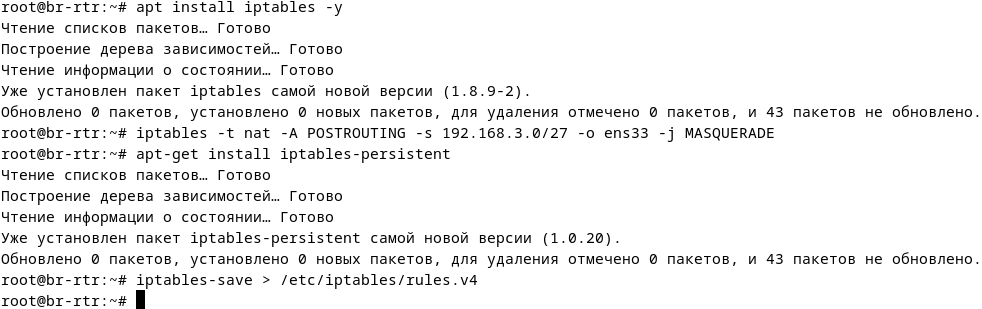 root@br-rtr:~# apt install iptables -y
Чтение списков пакетов… Готово
Построение дерева зависимостей… Готово
Чтение информации о состоянии… Готово
Уже установлен пакет iptables самой новой версии (1.8.9-2).
Обновлено 0 пакетов, установлено 0 новых пакетов, для удаления отмечено 0 пакетов, и 43 пакетов не обновлено.
root@br-rtr:~# iptables -t nat -A POSTROUTING -s 192.168.3.0/27 -o ens33 -j MASQUERADE
root@br-rtr:~# apt-get install iptables-persistent
Чтение списков пакетов… Готово
Построение дерева зависимостей… Готово
Чтение информации о состоянии… Готово
Уже установлен пакет iptables-persistent самой новой версии (1.0.20).
Обновлено 0 пакетов, установлено 0 новых пакетов, для удаления отмечено 0 пакетов, и 43 пакетов не обновлено.
root@br-rtr:~# iptables-save > /etc/iptables/rules.v4
root@br-rtr:~#